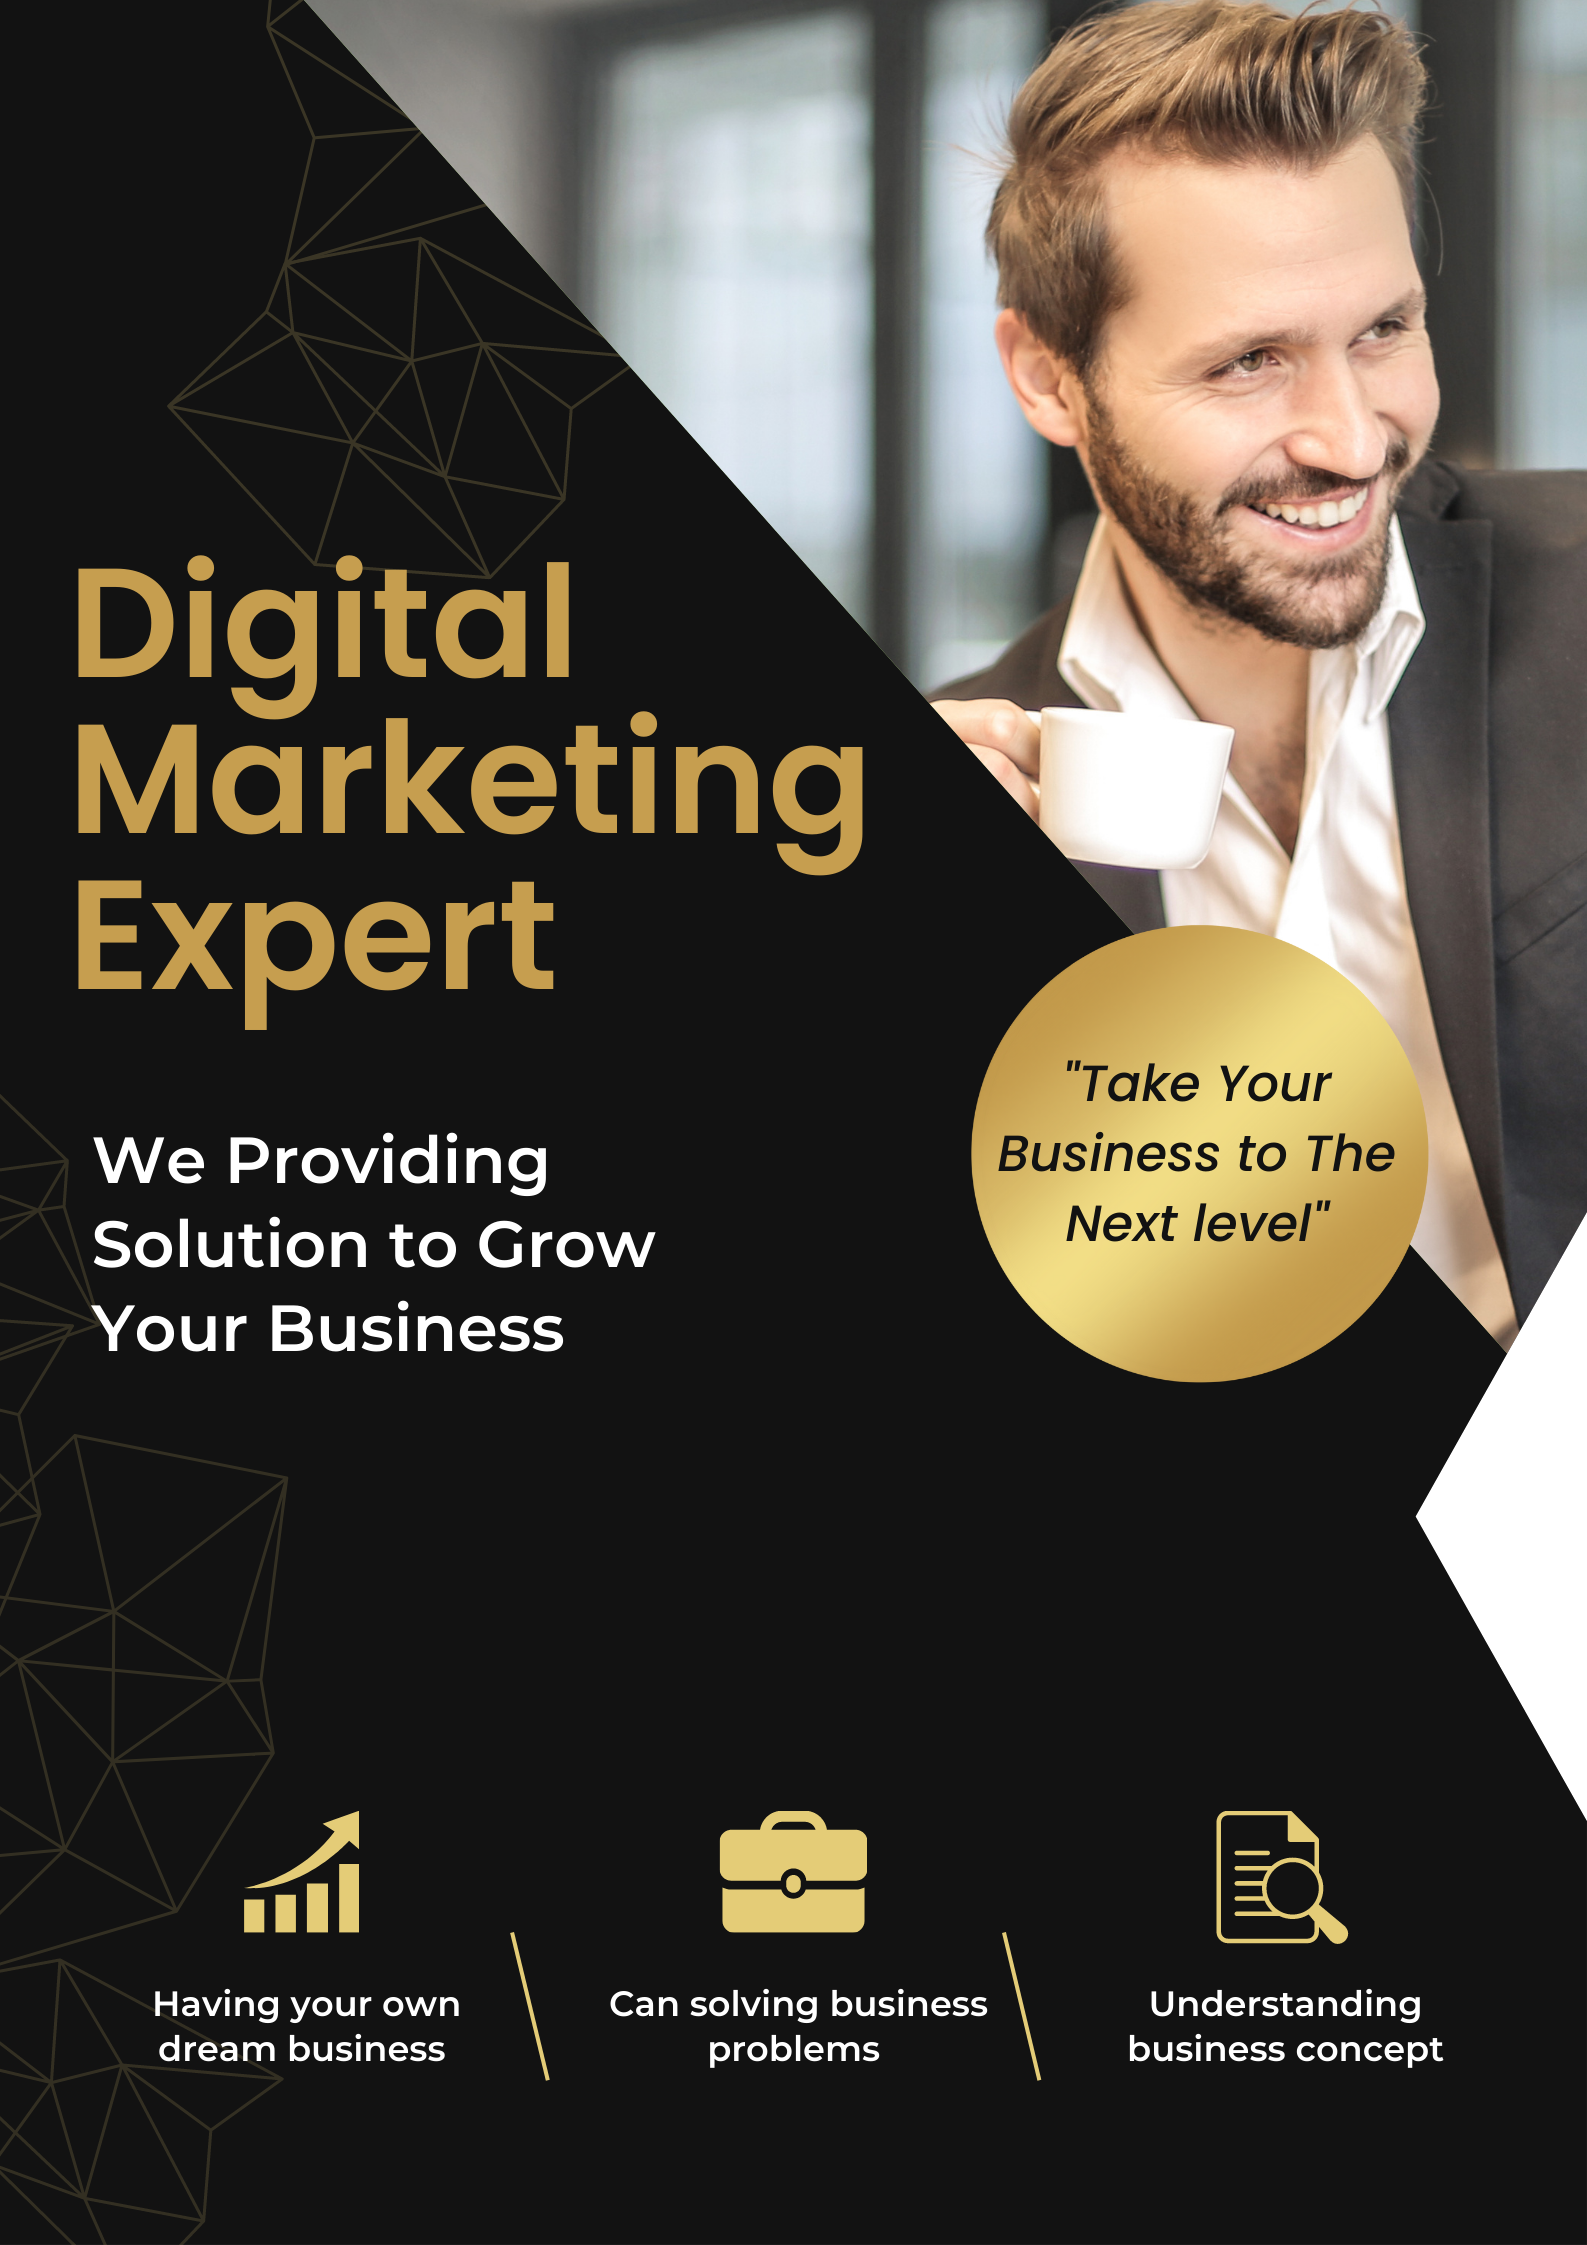 Digital
Marketing
Expert
"Take Your
Business to The
Next level"
We Providing
Solution to Grow
Your Business
Having your own
dream business
Can solving business
problems
Understanding
business concept